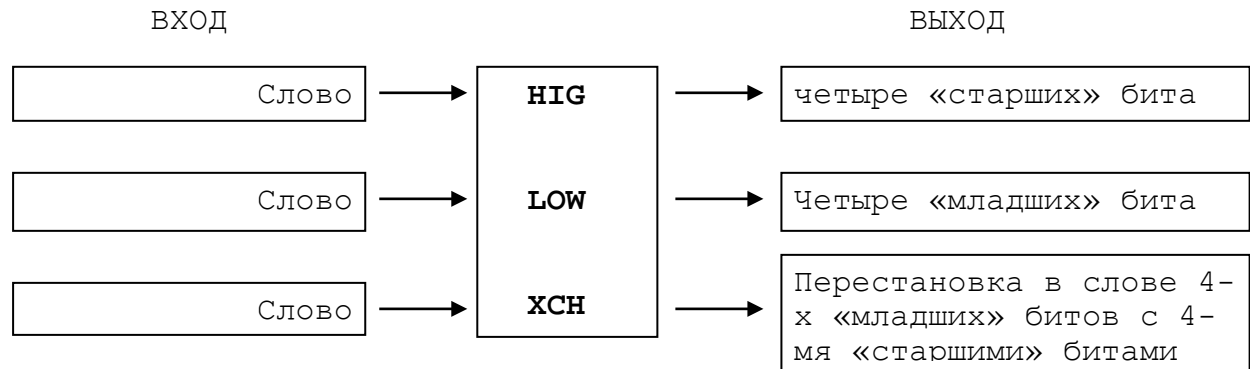 ВХОД ВЫХОД
Слово HIG четыре «старших» бита
Слово LOW Четыре «младших» бита
Слово XCH Перестановка в слове 4-
х «младших» битов с 4-
мя «старшими» битами